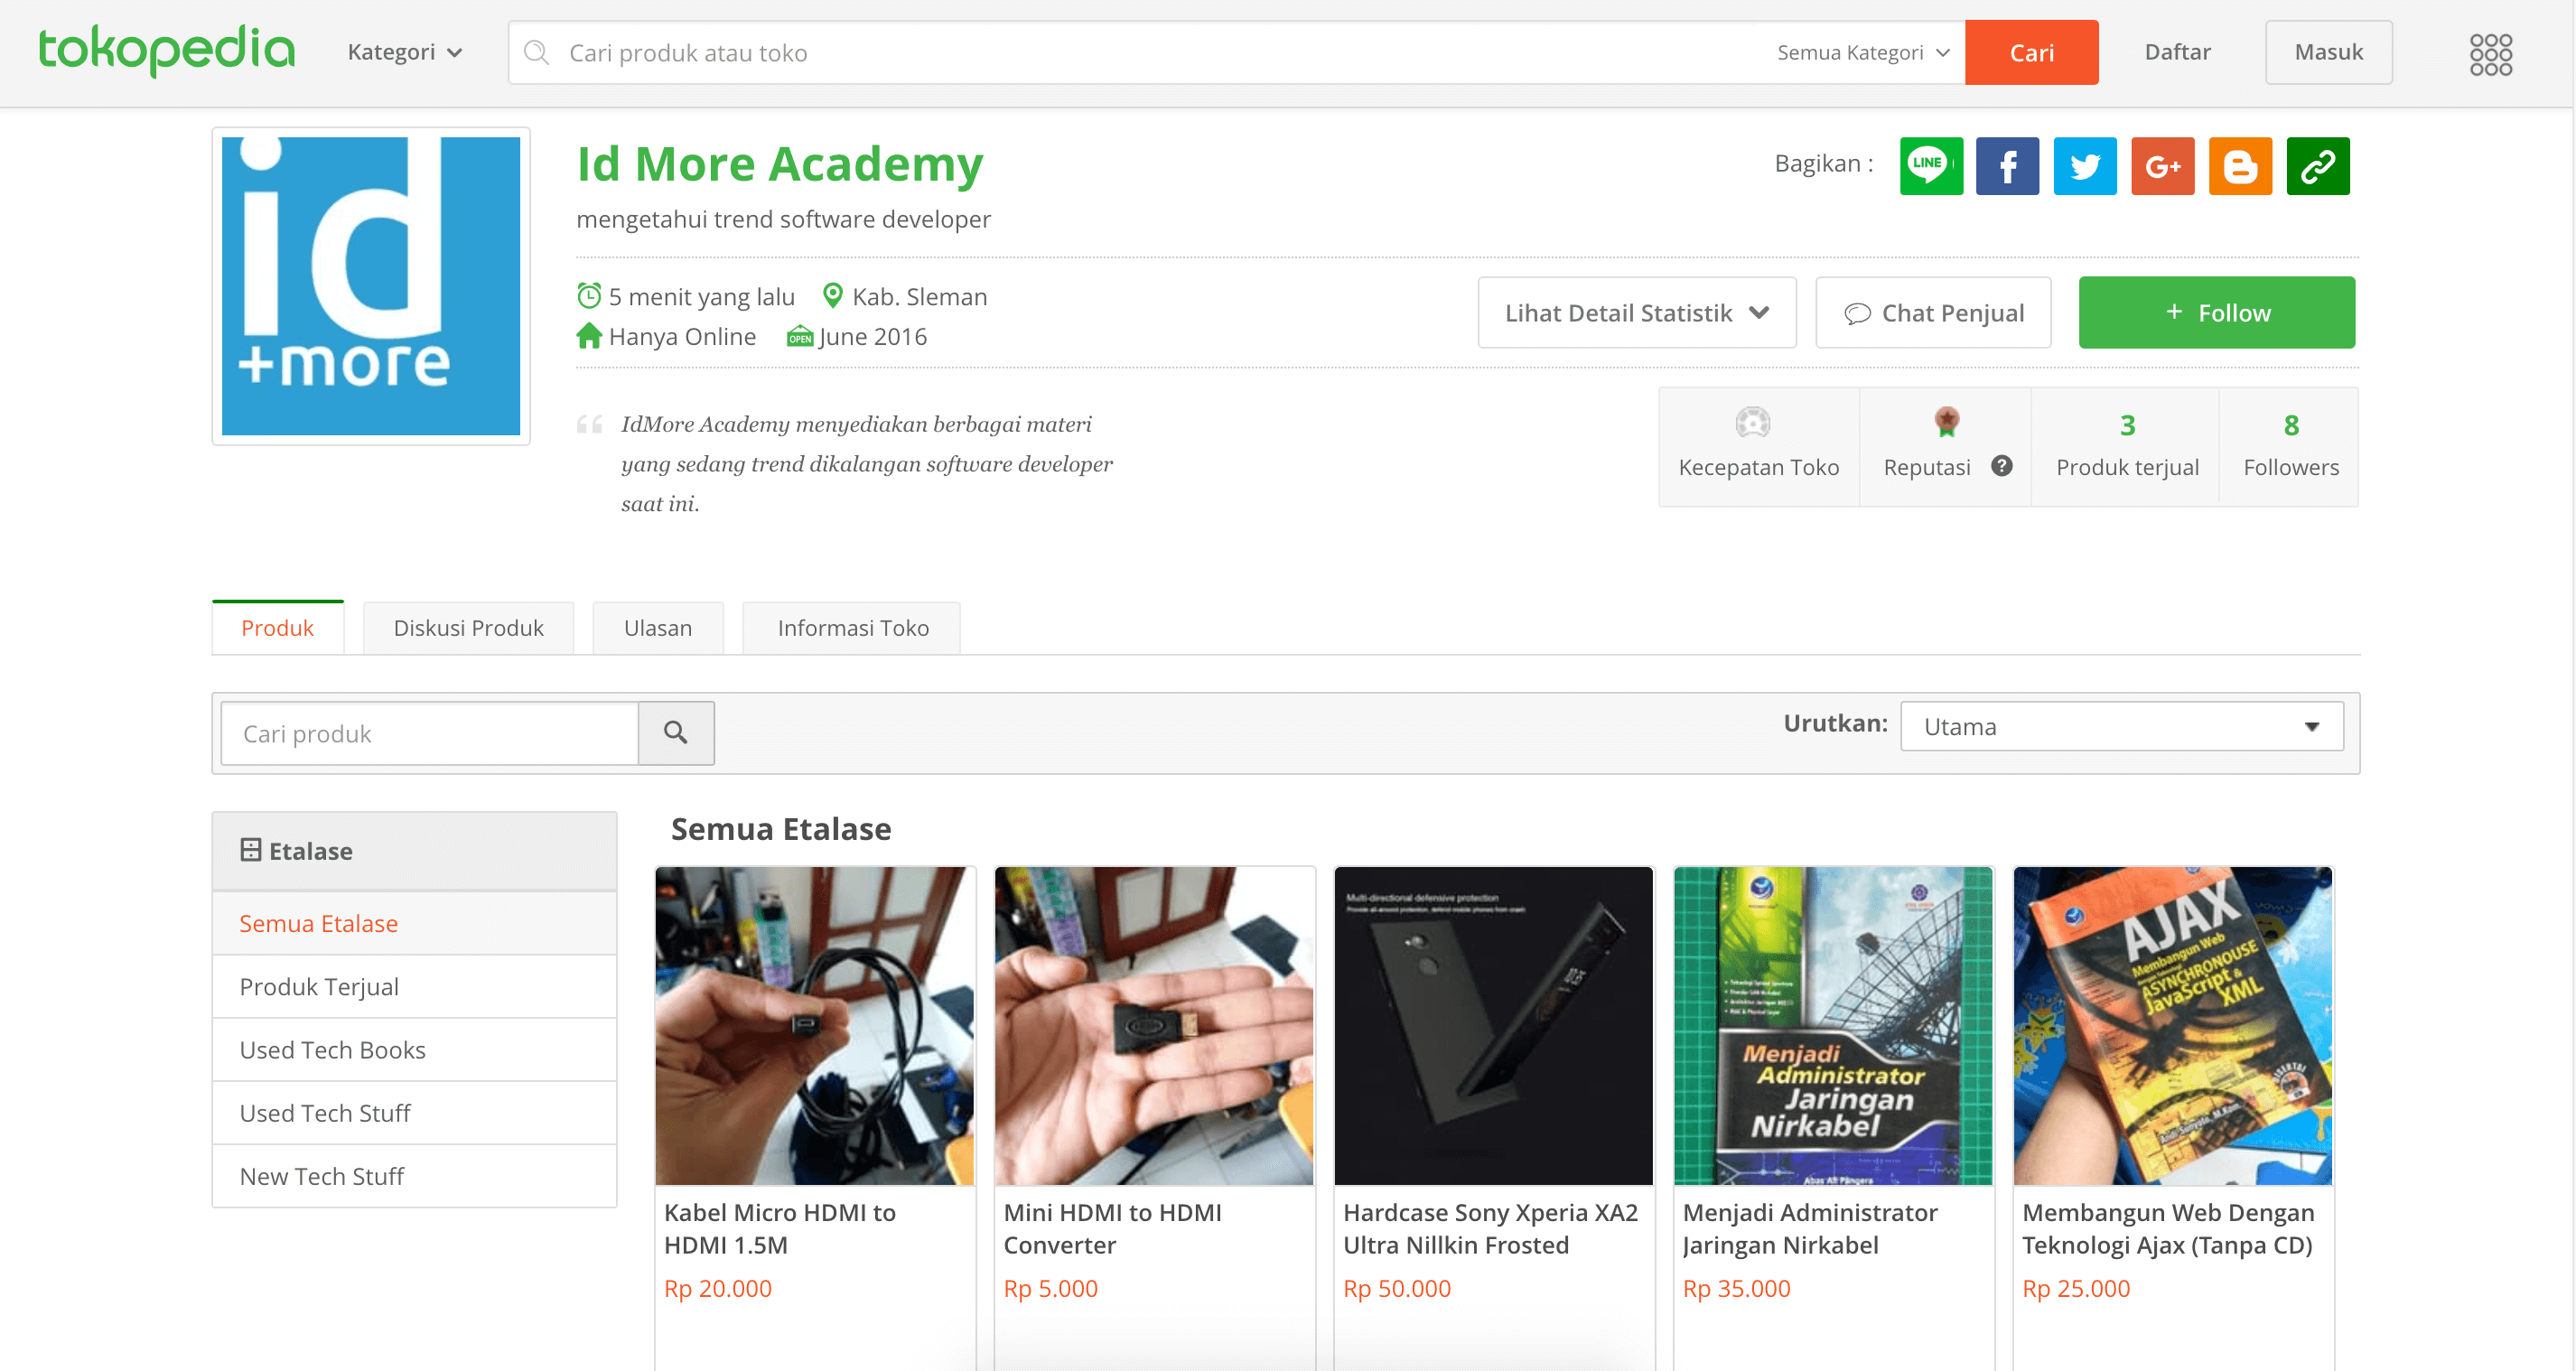 tokopedia
Kategori
Cari produk atau toko
Semua Kategori
Cari
Daftar
Masuk
id
+more
Id More Academy
mengetahui trend software developer
Bagikan :
LINE
f
G+
5 menit yang lalu
Kab. Sleman
Hanya Online
OPEN
June 2016
Lihat Detail Statistik
Chat Penjual
+ Follow
IdMore Academy menyediakan berbagai materi
yang sedang trend dikalangan software developer
saat ini.
Kecepatan Toko
Reputasi ?
3
Produk terjual
8
Followers
Produk
Diskusi Produk
Ulasan
Informasi Toko
Cari produk
Urutkan:
Utama
Etalase
Semua Etalase
Produk Terjual
Used Tech Books
Used Tech Stuff
New Tech Stuff
Semua Etalase
Multi-directional defensive protection
Menjadi
Administrator
Jaringan
Nirkabel
Abas Ali Pangera
AJAX
Membangun Web
ASYNCHRONOUSE
JavaScript &
XML
Kabel Micro HDMI to
HDMI 1.5M
Rp 20.000
Mini HDMI to HDMI
Converter
Rp 5.000
Hardcase Sony Xperia XA2
Ultra Nillkin Frosted
Rp 50.000
Menjadi Administrator
Jaringan Nirkabel
Rp 35.000
Membangun Web Dengan
Teknologi Ajax (Tanpa CD)
Rp 25.000